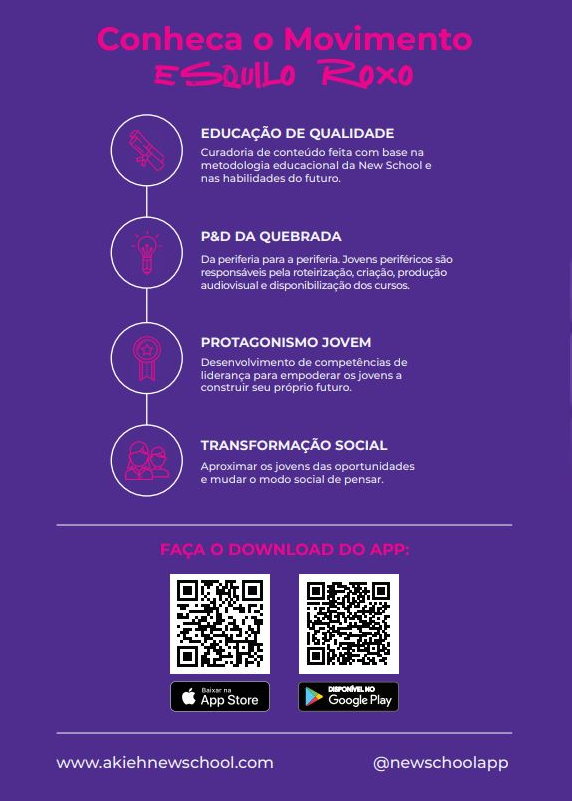 Conheca o Movimento
ESQUILO ROXO
EDUCAÇÃO DE QUALIDADE
Curadoria de conteúdo feita com base na
metodologia educacional da New School e
nas habilidades do futuro.
P&D DA QUEBRADA
Da periferia para a periferia. Jovens periféricos são
responsáveis pela roteirização, criação, produção
audiovisual e disponibilização dos cursos.
PROTAGONISMO JOVEM
Desenvolvimento de competências de
liderança para empoderar os jovens a
construir seu próprio futuro.
TRANSFORMAÇÃO SOCIAL
Aproximar os jovens das oportunidades
e mudar o modo social de pensar.
FAÇA O DOWNLOAD DO APP:
Baixar na
App Store
DISPONÍVEL NO
Google Play
www.akiehnewschool.com
@newschoolapp